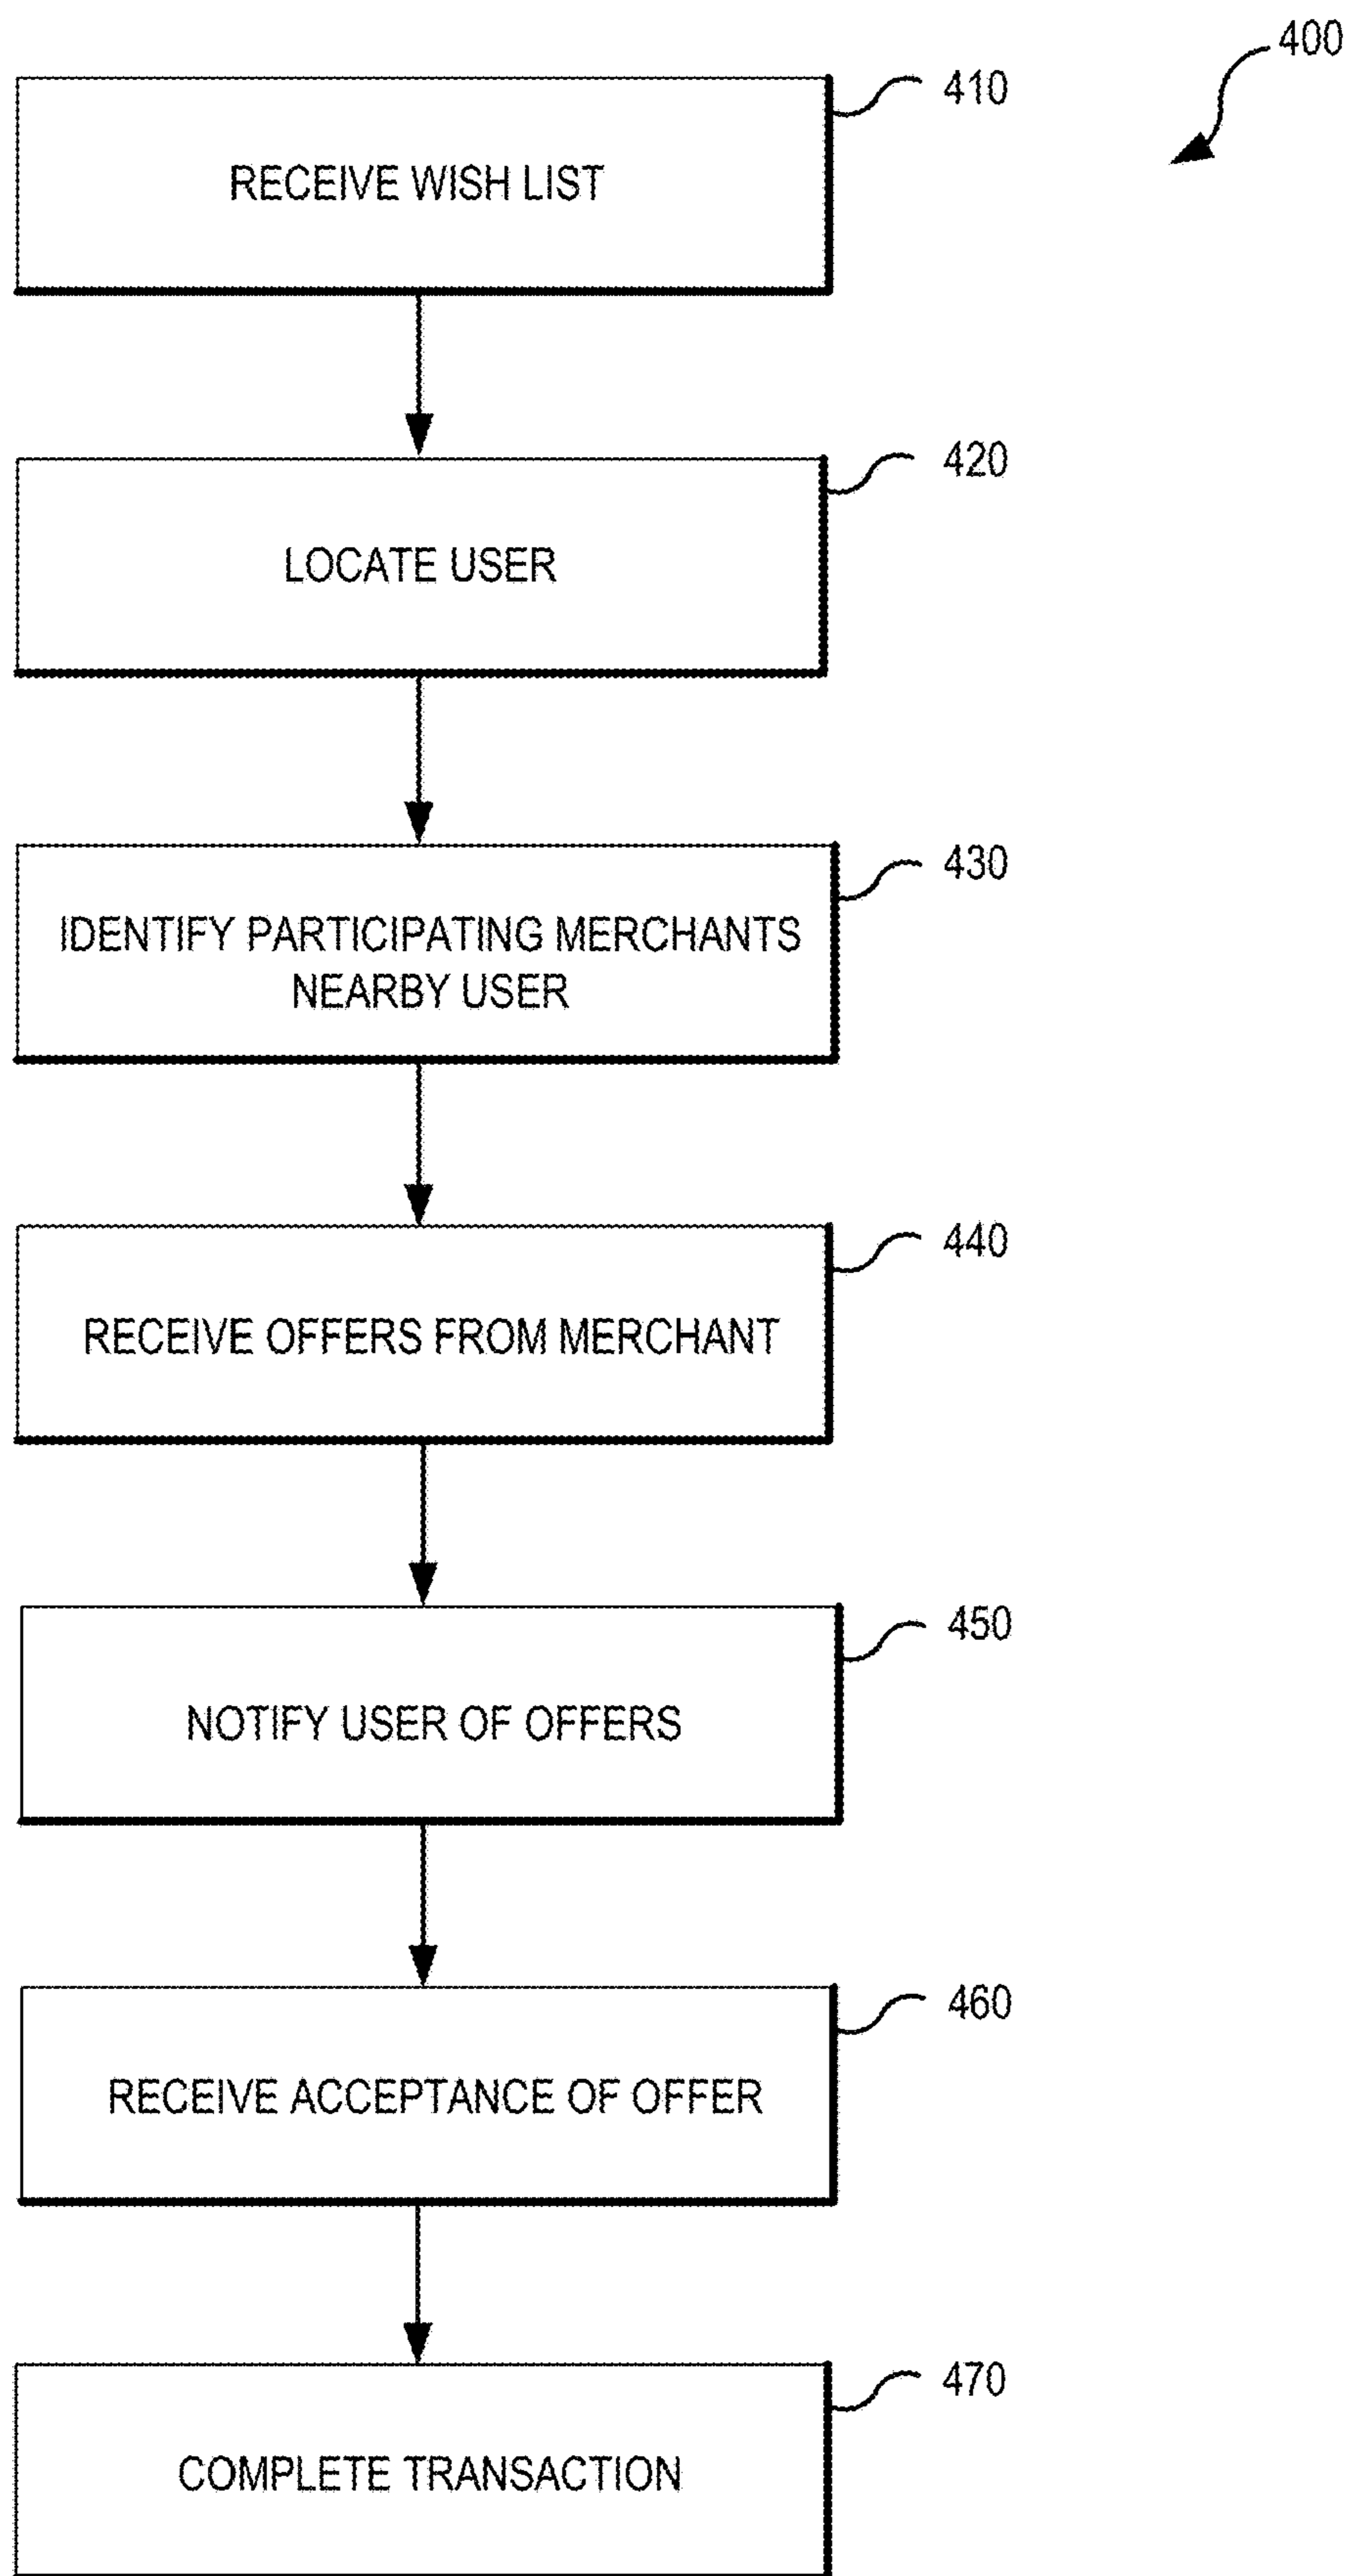 400
410
RECEIVE WISH LIST
420
LOCATE USER
430
IDENTIFY PARTICIPATING MERCHANTS
NEARBY USER
440
RECEIVE OFFERS FROM MERCHANT
450
NOTIFY USER OF OFFERS
460
RECEIVE ACCEPTANCE OF OFFER
470
COMPLETE TRANSACTION